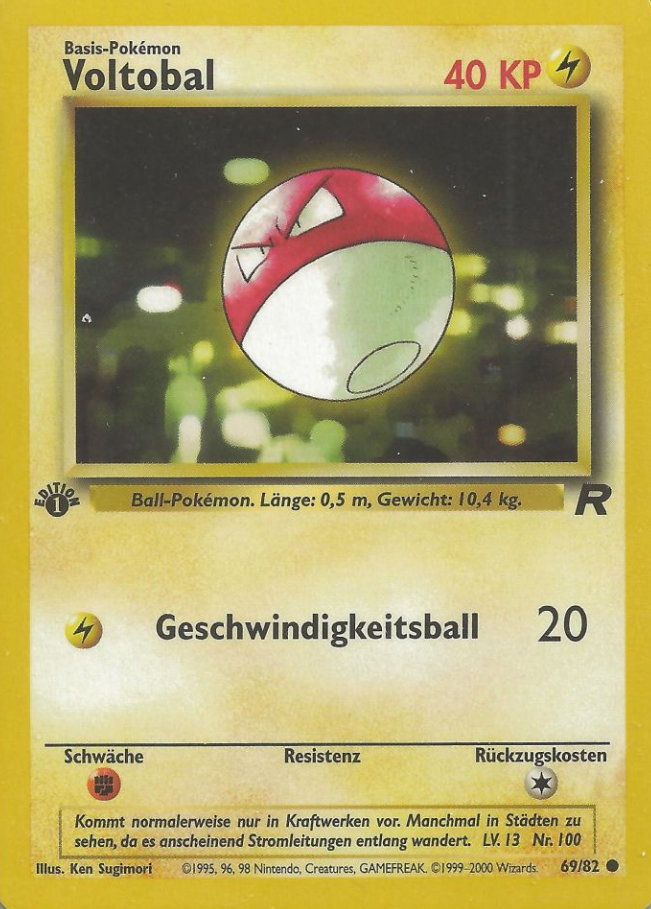 Basis-Pokémon
Voltobal
40 KP
EDITION
1
Ball-Pokémon. Länge: 0,5 m, Gewicht: 10,4 kg.
R
Geschwindigkeitsball 20
Schwäche Resistenz Rückzugskosten
Kommt normalerweise nur in Kraftwerken vor. Manchmal in Städten zu
sehen, da es anscheinend Stromleitungen entlang wandert. LV. 13 Nr. 100
Illus. Ken Sugimori ©1995, 96, 98 Nintendo, Creatures, GAMEFREAK. ©1999-2000 Wizards. 69/82